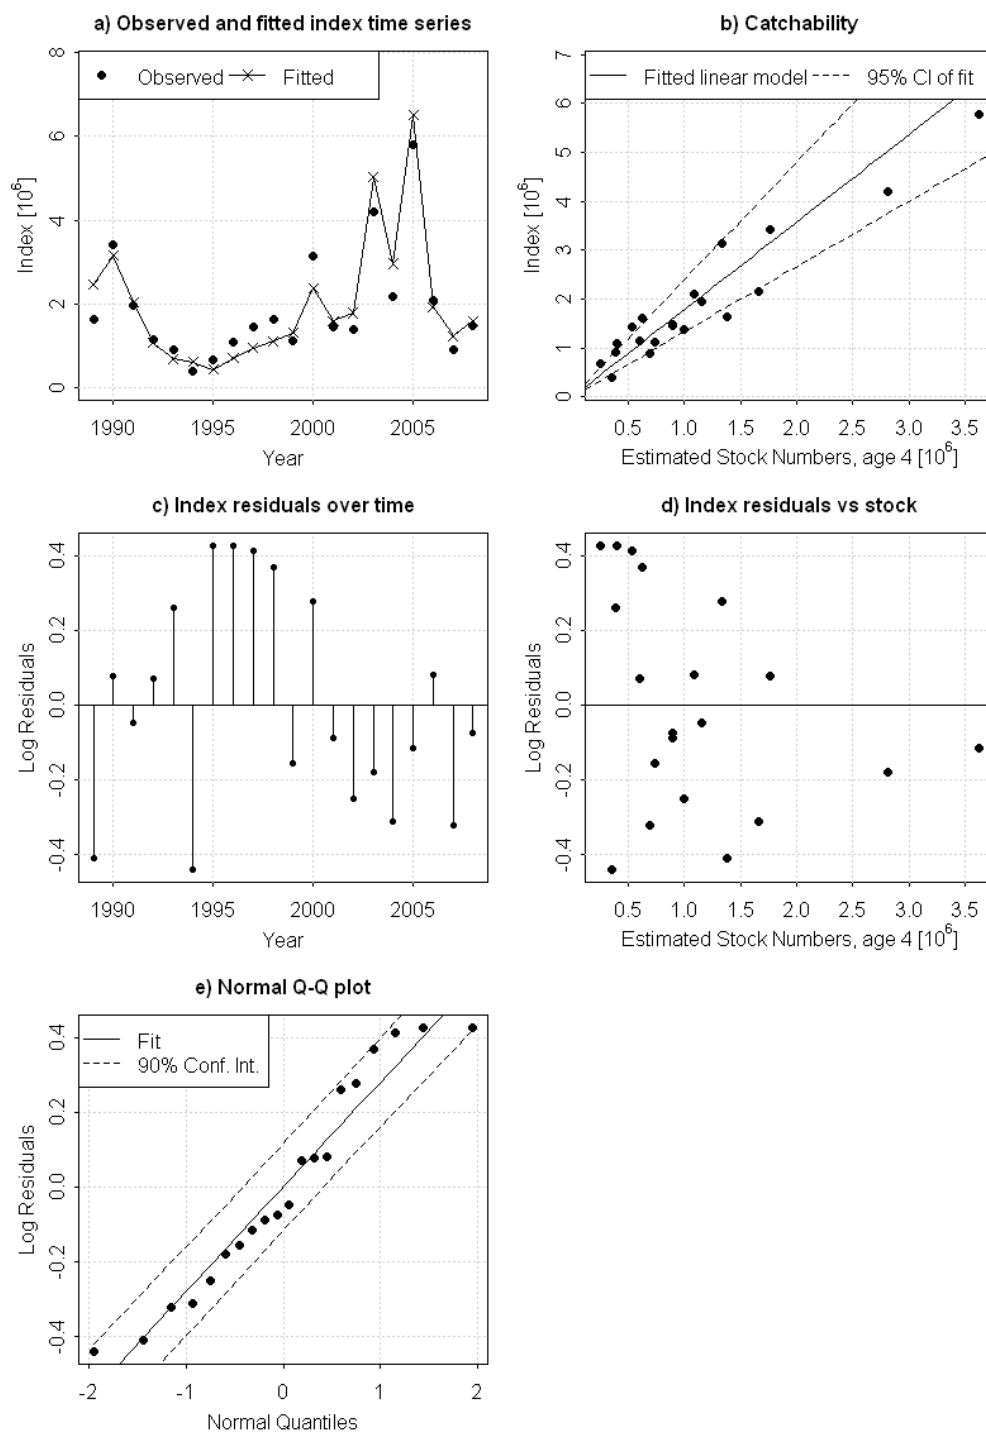 a) Observed and fitted index time series
Index [10^6]
8
6
4
2
0
Observed
Fitted
1990
1995
2000
2005
Year
b) Catchability
Index [10^6]
7
6
5
4
3
2
1
0
Fitted linear model
95% CI of fit
0.5
1.0
1.5
2.0
2.5
3.0
3.5
Estimated Stock Numbers, age 4 [10^6]
c) Index residuals over time
Log Residuals
0.4
0.2
0.0
-0.2
-0.4
1990
1995
2000
2005
Year
d) Index residuals vs stock
Log Residuals
0.4
0.2
0.0
-0.2
-0.4
0.5
1.0
1.5
2.0
2.5
3.0
3.5
Estimated Stock Numbers, age 4 [10^6]
e) Normal Q-Q plot
Log Residuals
0.4
0.2
0.0
-0.2
-0.4
Fit
90% Conf. Int.
-2
-1
0
1
2
Normal Quantiles